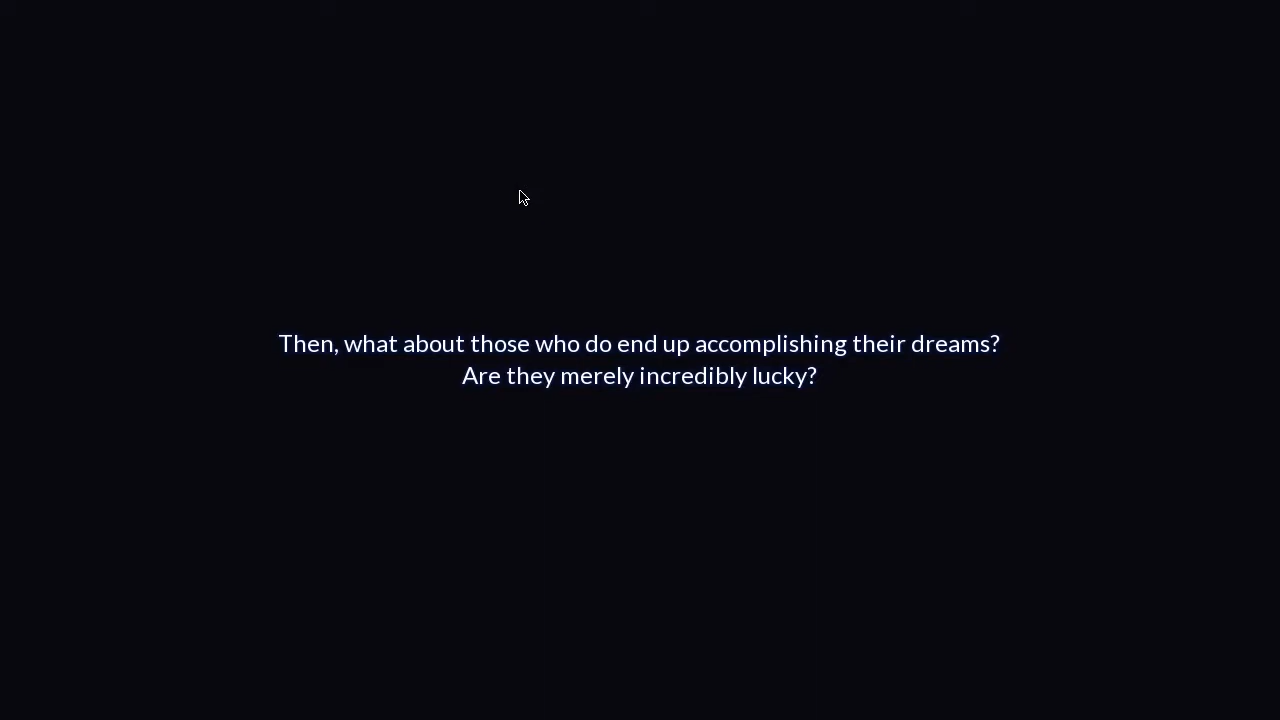 Then, what about those who do end up accomplishing their dreams?
Are they merely incredibly lucky?